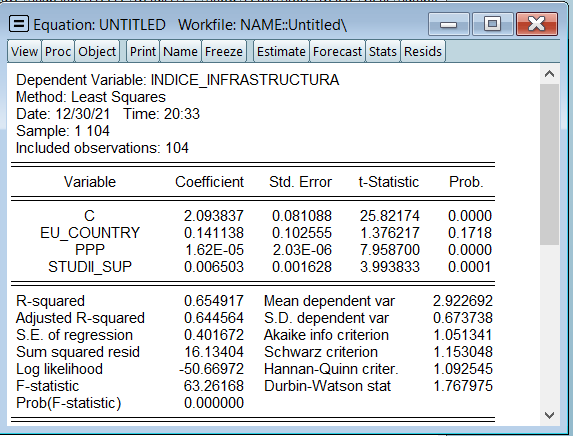 Equation: UNTITLED   Workfile: NAME::Untitled\
View Proc Object Print Name Freeze Estimate Forecast Stats Resids
Dependent Variable: INDICE_INFRASTRUCTURA
Method: Least Squares
Date: 12/30/21   Time: 20:33
Sample: 1 104
Included observations: 104
Variable Coefficient Std. Error t-Statistic Prob.
C 2.093837 0.081088 25.82174 0.0000
EU_COUNTRY 0.141138 0.102555 1.376217 0.1718
PPP 1.62E-05 2.03E-06 7.958700 0.0000
STUDII_SUP 0.006503 0.001628 3.993833 0.0001
R-squared 0.654917 Mean dependent var 2.922692
Adjusted R-squared 0.644564 S.D. dependent var 0.673738
S.E. of regression 0.401672 Akaike info criterion 1.051341
Sum squared resid 16.13404 Schwarz criterion 1.153048
Log likelihood -50.66972 Hannan-Quinn criter. 1.092545
F-statistic 63.26168 Durbin-Watson stat 1.767975
Prob(F-statistic) 0.000000